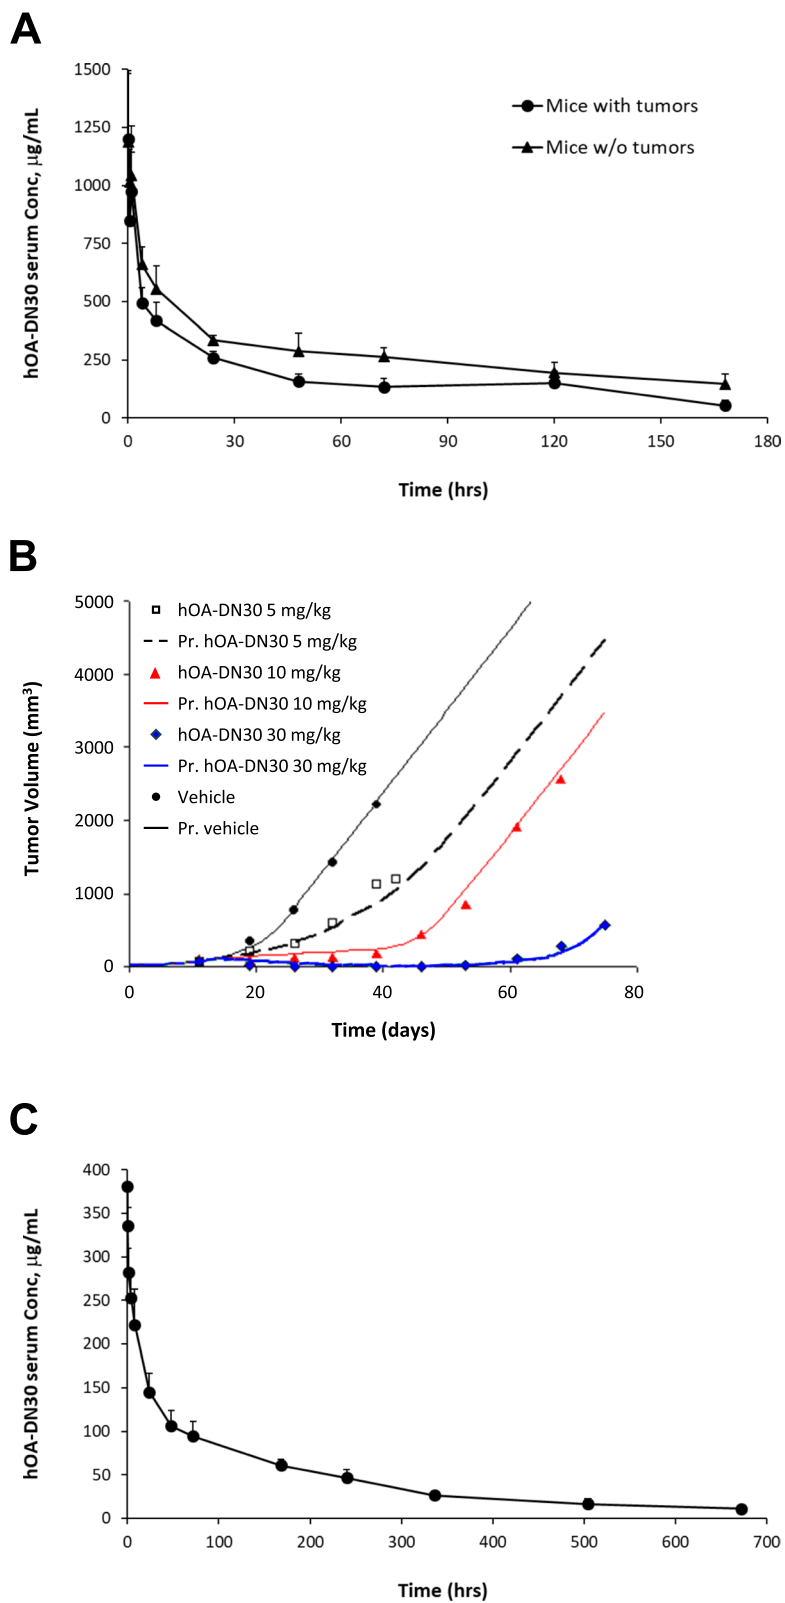 A
hOA-DN30 serum Conc, µg/mL
1500
1250
1000
750
500
250
0
Mice with tumors
Mice w/o tumors
0 30 60 90 120 150 180
Time (hrs)
B
Tumor Volume (mm³)
5000
4000
3000
2000
1000
0
hOA-DN30 5 mg/kg
Pr. hOA-DN30 5 mg/kg
hOA-DN30 10 mg/kg
Pr. hOA-DN30 10 mg/kg
hOA-DN30 30 mg/kg
Pr. hOA-DN30 30 mg/kg
Vehicle
Pr. vehicle
0 20 40 60 80
Time (days)
C
hOA-DN30 serum Conc, µg/mL
400
350
300
250
200
150
100
50
0
0 100 200 300 400 500 600 700
Time (hrs)